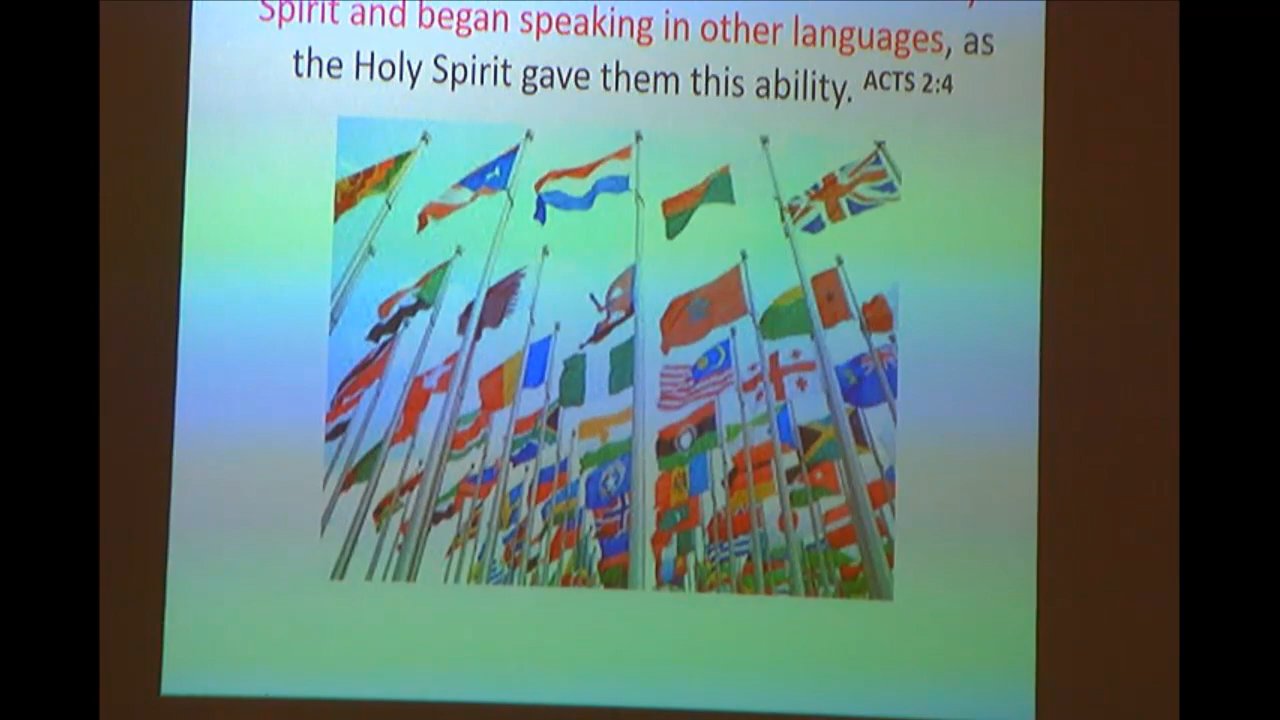 Spirit and began speaking in other languages, as
the Holy Spirit gave them this ability. ACTS 2:4